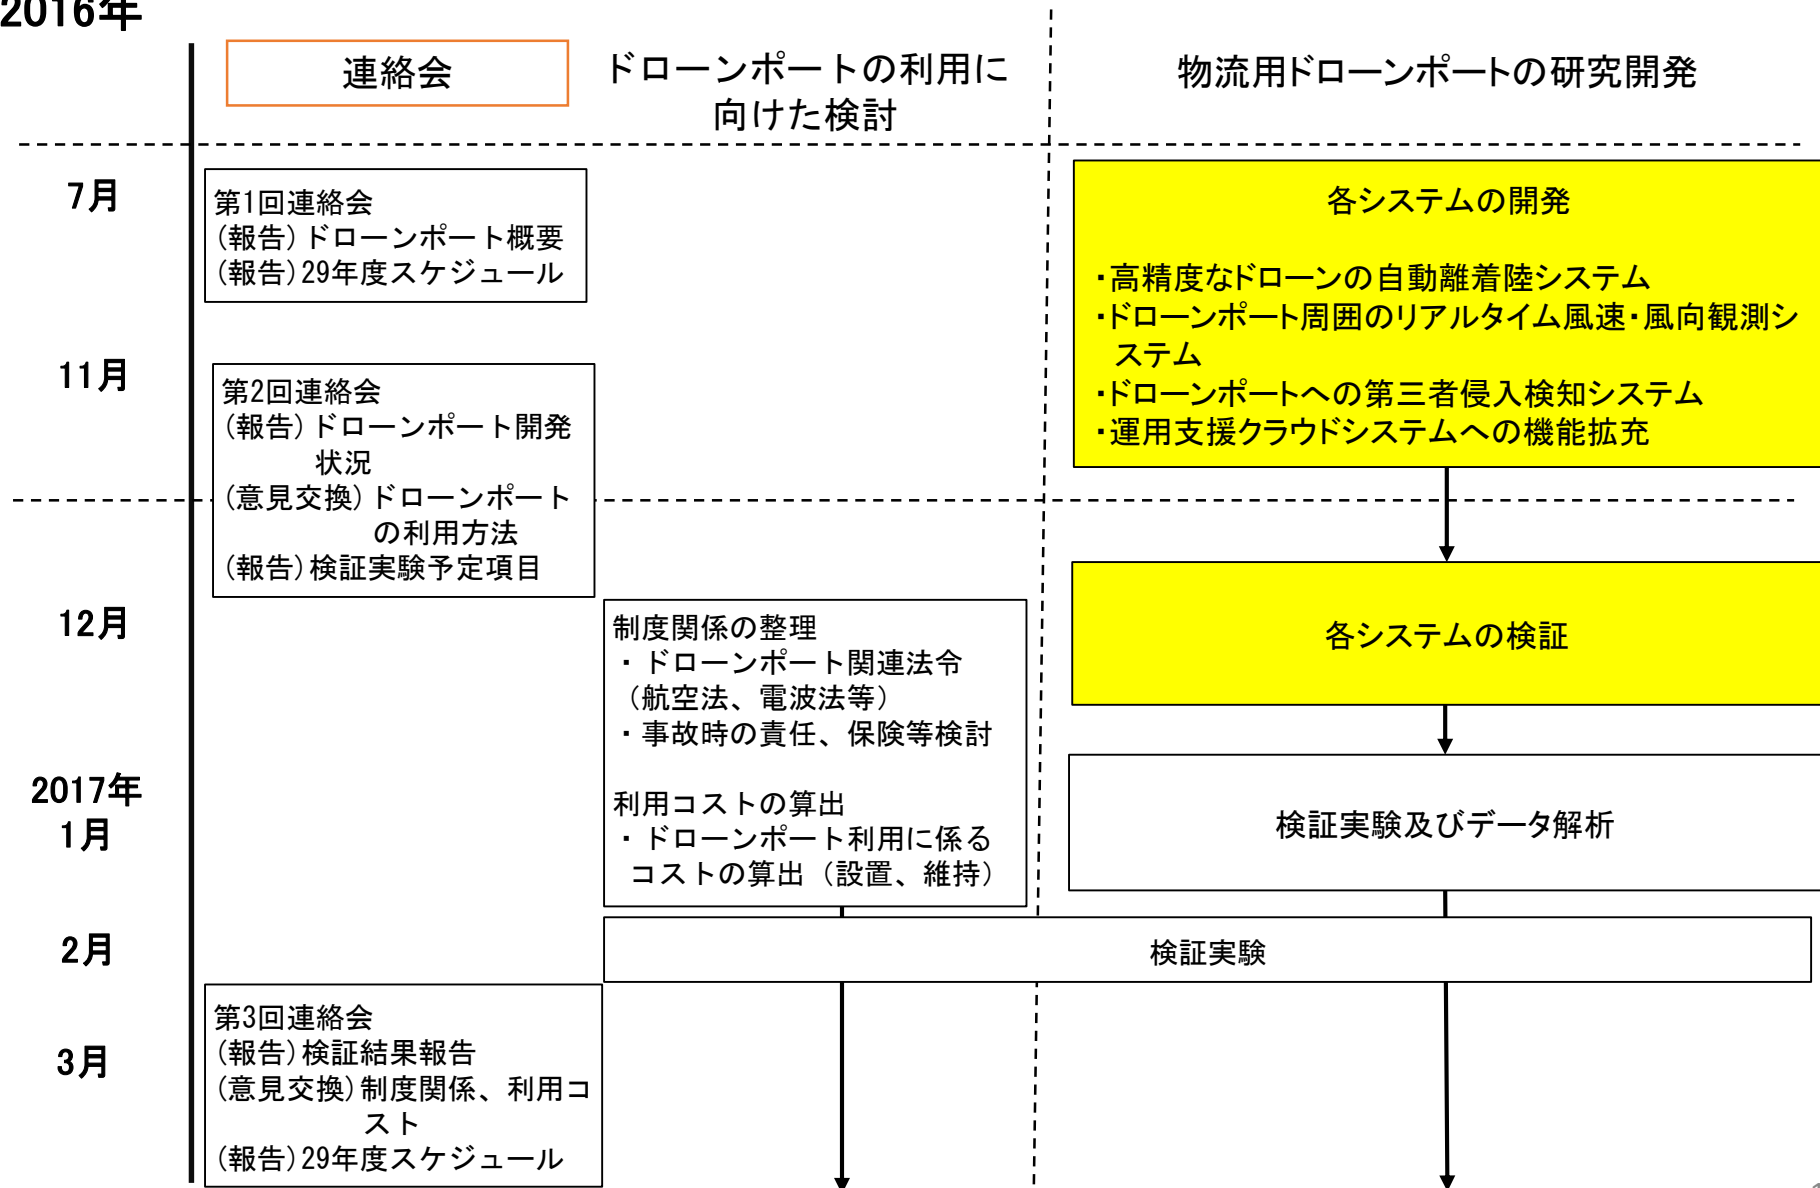 2016年
連絡会
ドローンポートの利用に
向けた検討
物流用ドローンポートの研究開発
7月
第1回連絡会
(報告)ドローンポート概要
(報告)29年度スケジュール
各システムの開発
・高精度なドローンの自動離着陸システム
・ドローンポート周囲のリアルタイム風速・風向観測シ
ステム
・ドローンポートへの第三者侵入検知システム
・運用支援クラウドシステムへの機能拡充
11月
第2回連絡会
(報告)ドローンポート開発
状況
(意見交換)ドローンポート
の利用方法
(報告)検証実験予定項目
12月
制度関係の整理
・ドローンポート関連法令
（航空法、電波法等）
・事故時の責任、保険等検討
利用コストの算出
・ドローンポート利用に係る
コストの算出（設置、維持）
各システムの検証
2017年
1月
検証実験及びデータ解析
2月
検証実験
3月
第3回連絡会
(報告)検証結果報告
(意見交換)制度関係、利用コ
スト
(報告)29年度スケジュール